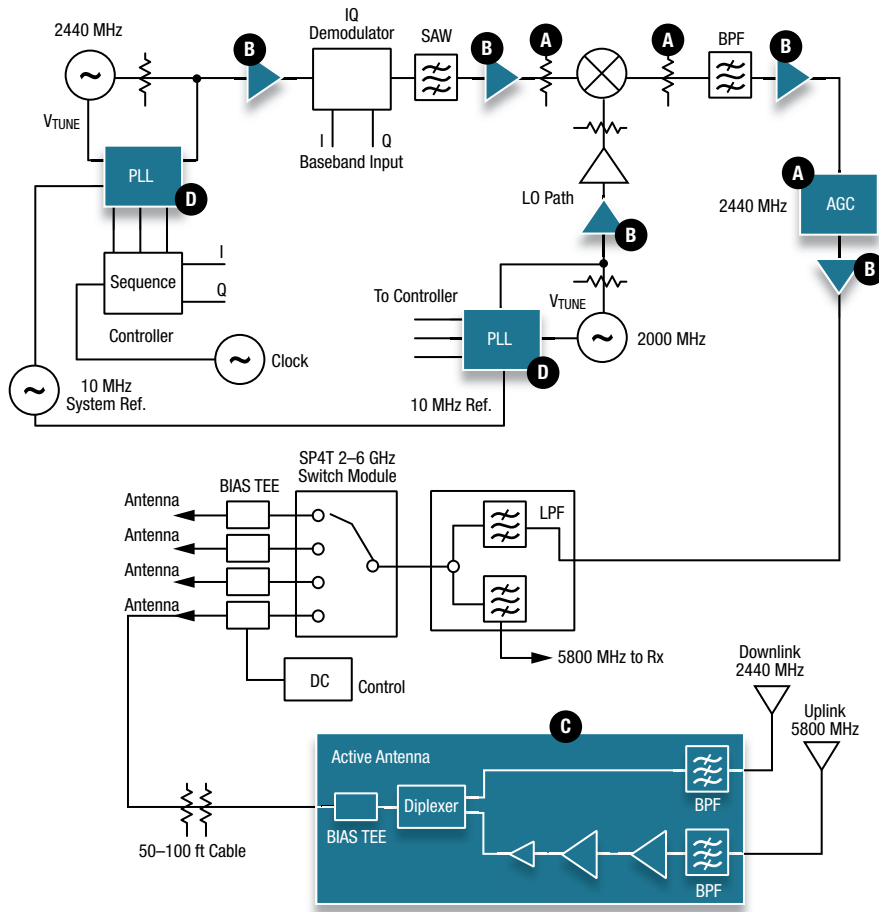 2440 MHz
B
IQ
Demodulator
SAW
B
A
A
BPF
B
VTUNE
I
Q
Baseband Input
PLL
D
LO Path
A
2440 MHz
AGC
B
B
Sequence
I
Q
To Controller
VTUNE
Controller
PLL
2000 MHz
Clock
D
10 MHz
System Ref.
10 MHz Ref.
SP4T 2–6 GHz
Switch Module
BIAS TEE
Antenna
LPF
Antenna
Antenna
Antenna
5800 MHz to Rx
DC
Control
Downlink
2440 MHz
Uplink
5800 MHz
C
Active Antenna
Diplexer
BIAS TEE
BPF
50–100 ft Cable
BPF